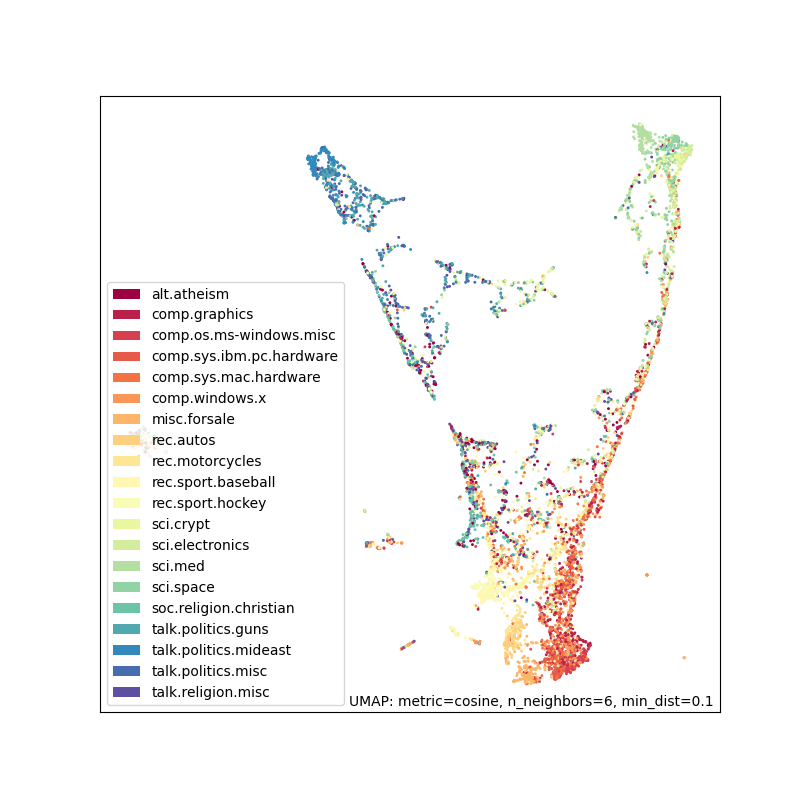 alt.atheism
comp.graphics
comp.os.ms-windows.misc
comp.sys.ibm.pc.hardware
comp.sys.mac.hardware
comp.windows.x
misc.forsale
rec.autos
rec.motorcycles
rec.sport.baseball
rec.sport.hockey
sci.crypt
sci.electronics
sci.med
sci.space
soc.religion.christian
talk.politics.guns
talk.politics.mideast
talk.politics.misc
talk.religion.misc
UMAP: metric=cosine, n_neighbors=6, min_dist=0.1